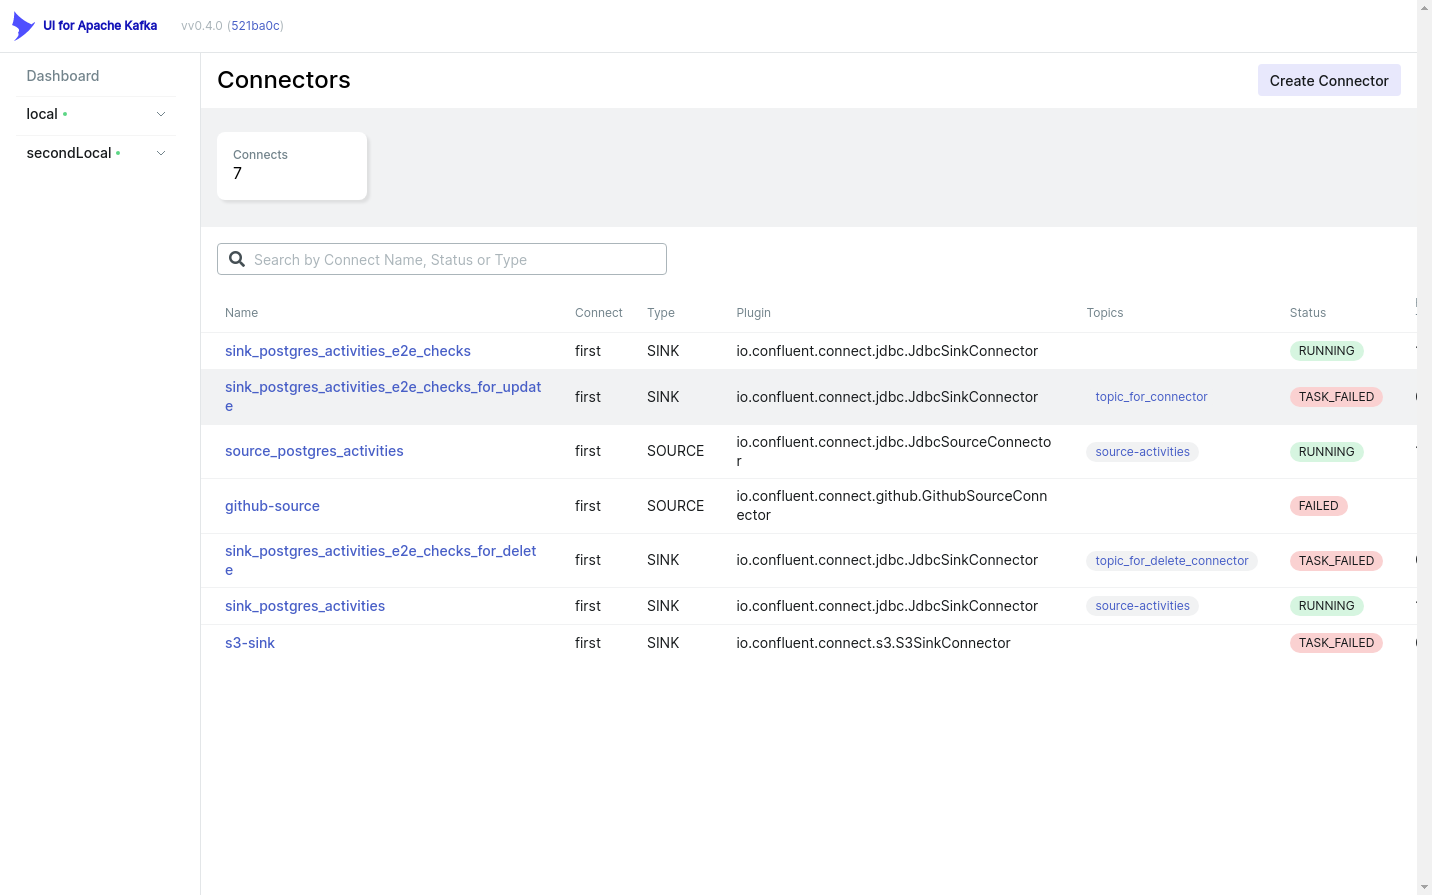 UI for Apache Kafka vv0.4.0 (521ba0c)
Dashboard
local
secondLocal
Connectors
Create Connector
Connects
7
Search by Connect Name, Status or Type
Name Connect Type Plugin Topics Status
sink_postgres_activities_e2e_checks first SINK io.confluent.connect.jdbc.JdbcSinkConnector RUNNING
sink_postgres_activities_e2e_checks_for_updat
e
first SINK io.confluent.connect.jdbc.JdbcSinkConnector topic_for_connector TASK_FAILED
source_postgres_activities first SOURCE
io.confluent.connect.jdbc.JdbcSourceConnecto
r
source-activities RUNNING
github-source first SOURCE
io.confluent.connect.github.GithubSourceConn
ector
FAILED
sink_postgres_activities_e2e_checks_for_delet
e
first SINK io.confluent.connect.jdbc.JdbcSinkConnector topic_for_delete_connector TASK_FAILED
sink_postgres_activities first SINK io.confluent.connect.jdbc.JdbcSinkConnector source-activities RUNNING
s3-sink first SINK io.confluent.connect.s3.S3SinkConnector TASK_FAILED